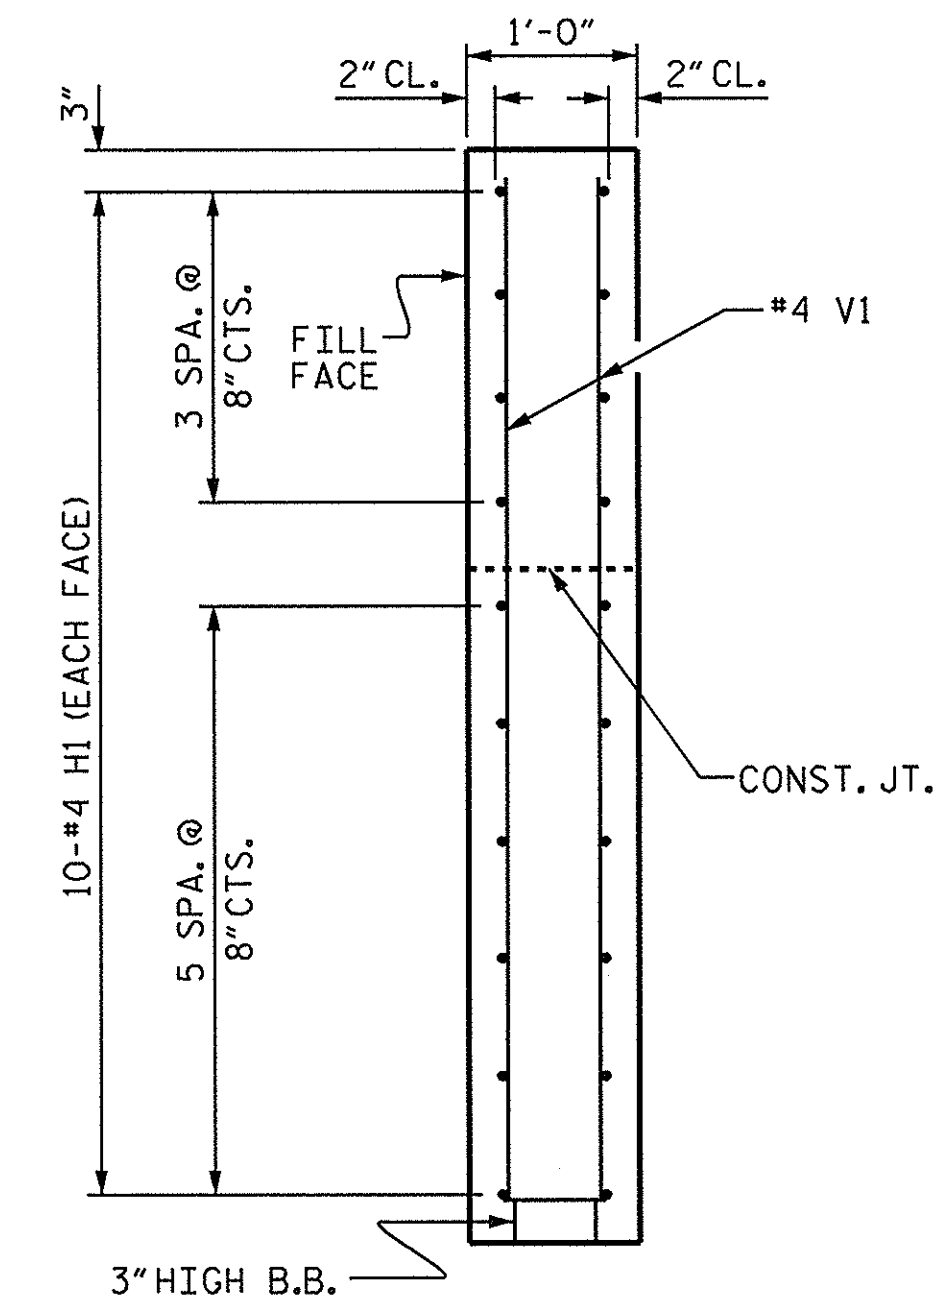 1'-0"
2" CL.
2" CL.
3"
3 SPA. @
8" CTS.
FILL
FACE
#4 V1
10-#4 H1 (EACH FACE)
CONST. JT.
5 SPA. @
8" CTS.
3" HIGH B.B.